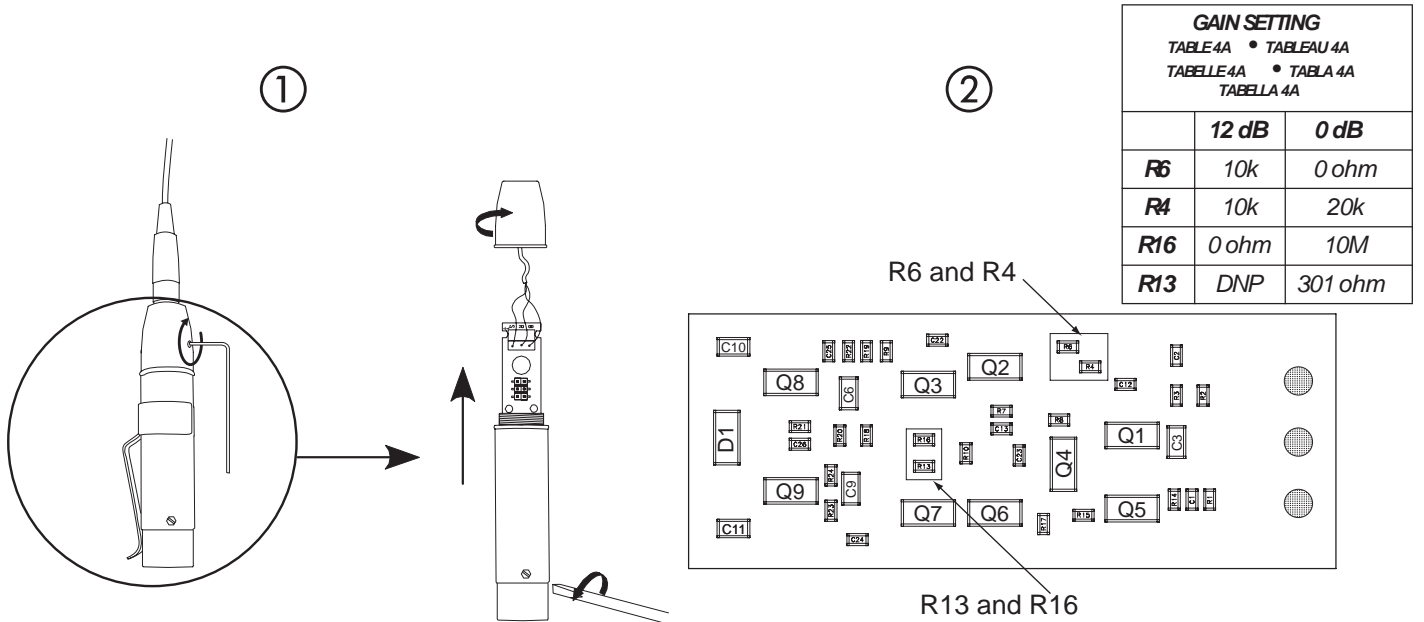 ①
②
GAIN SETTING
TABLE 4A • TABLEAU 4A
TABELLE 4A • TABLA 4A
TABELLA 4A
12 dB 0 dB
R6 10k 0 ohm
R4 10k 20k
R16 0 ohm 10M
R13 DNP 301 ohm
R6 and R4
C10
C25
R22
R19
R9
C22
Q8
C6
Q3
Q2
R6
R4
C12
C2
R3
R2
D1
R21
C26
R20
R18
R16
R13
R7
C13
R10
C23
R8
Q4
Q1
C3
Q9
R24
C9
R23
Q7
Q6
R17
R15
Q5
R14
C1
R1
C11
C24
R13 and R16